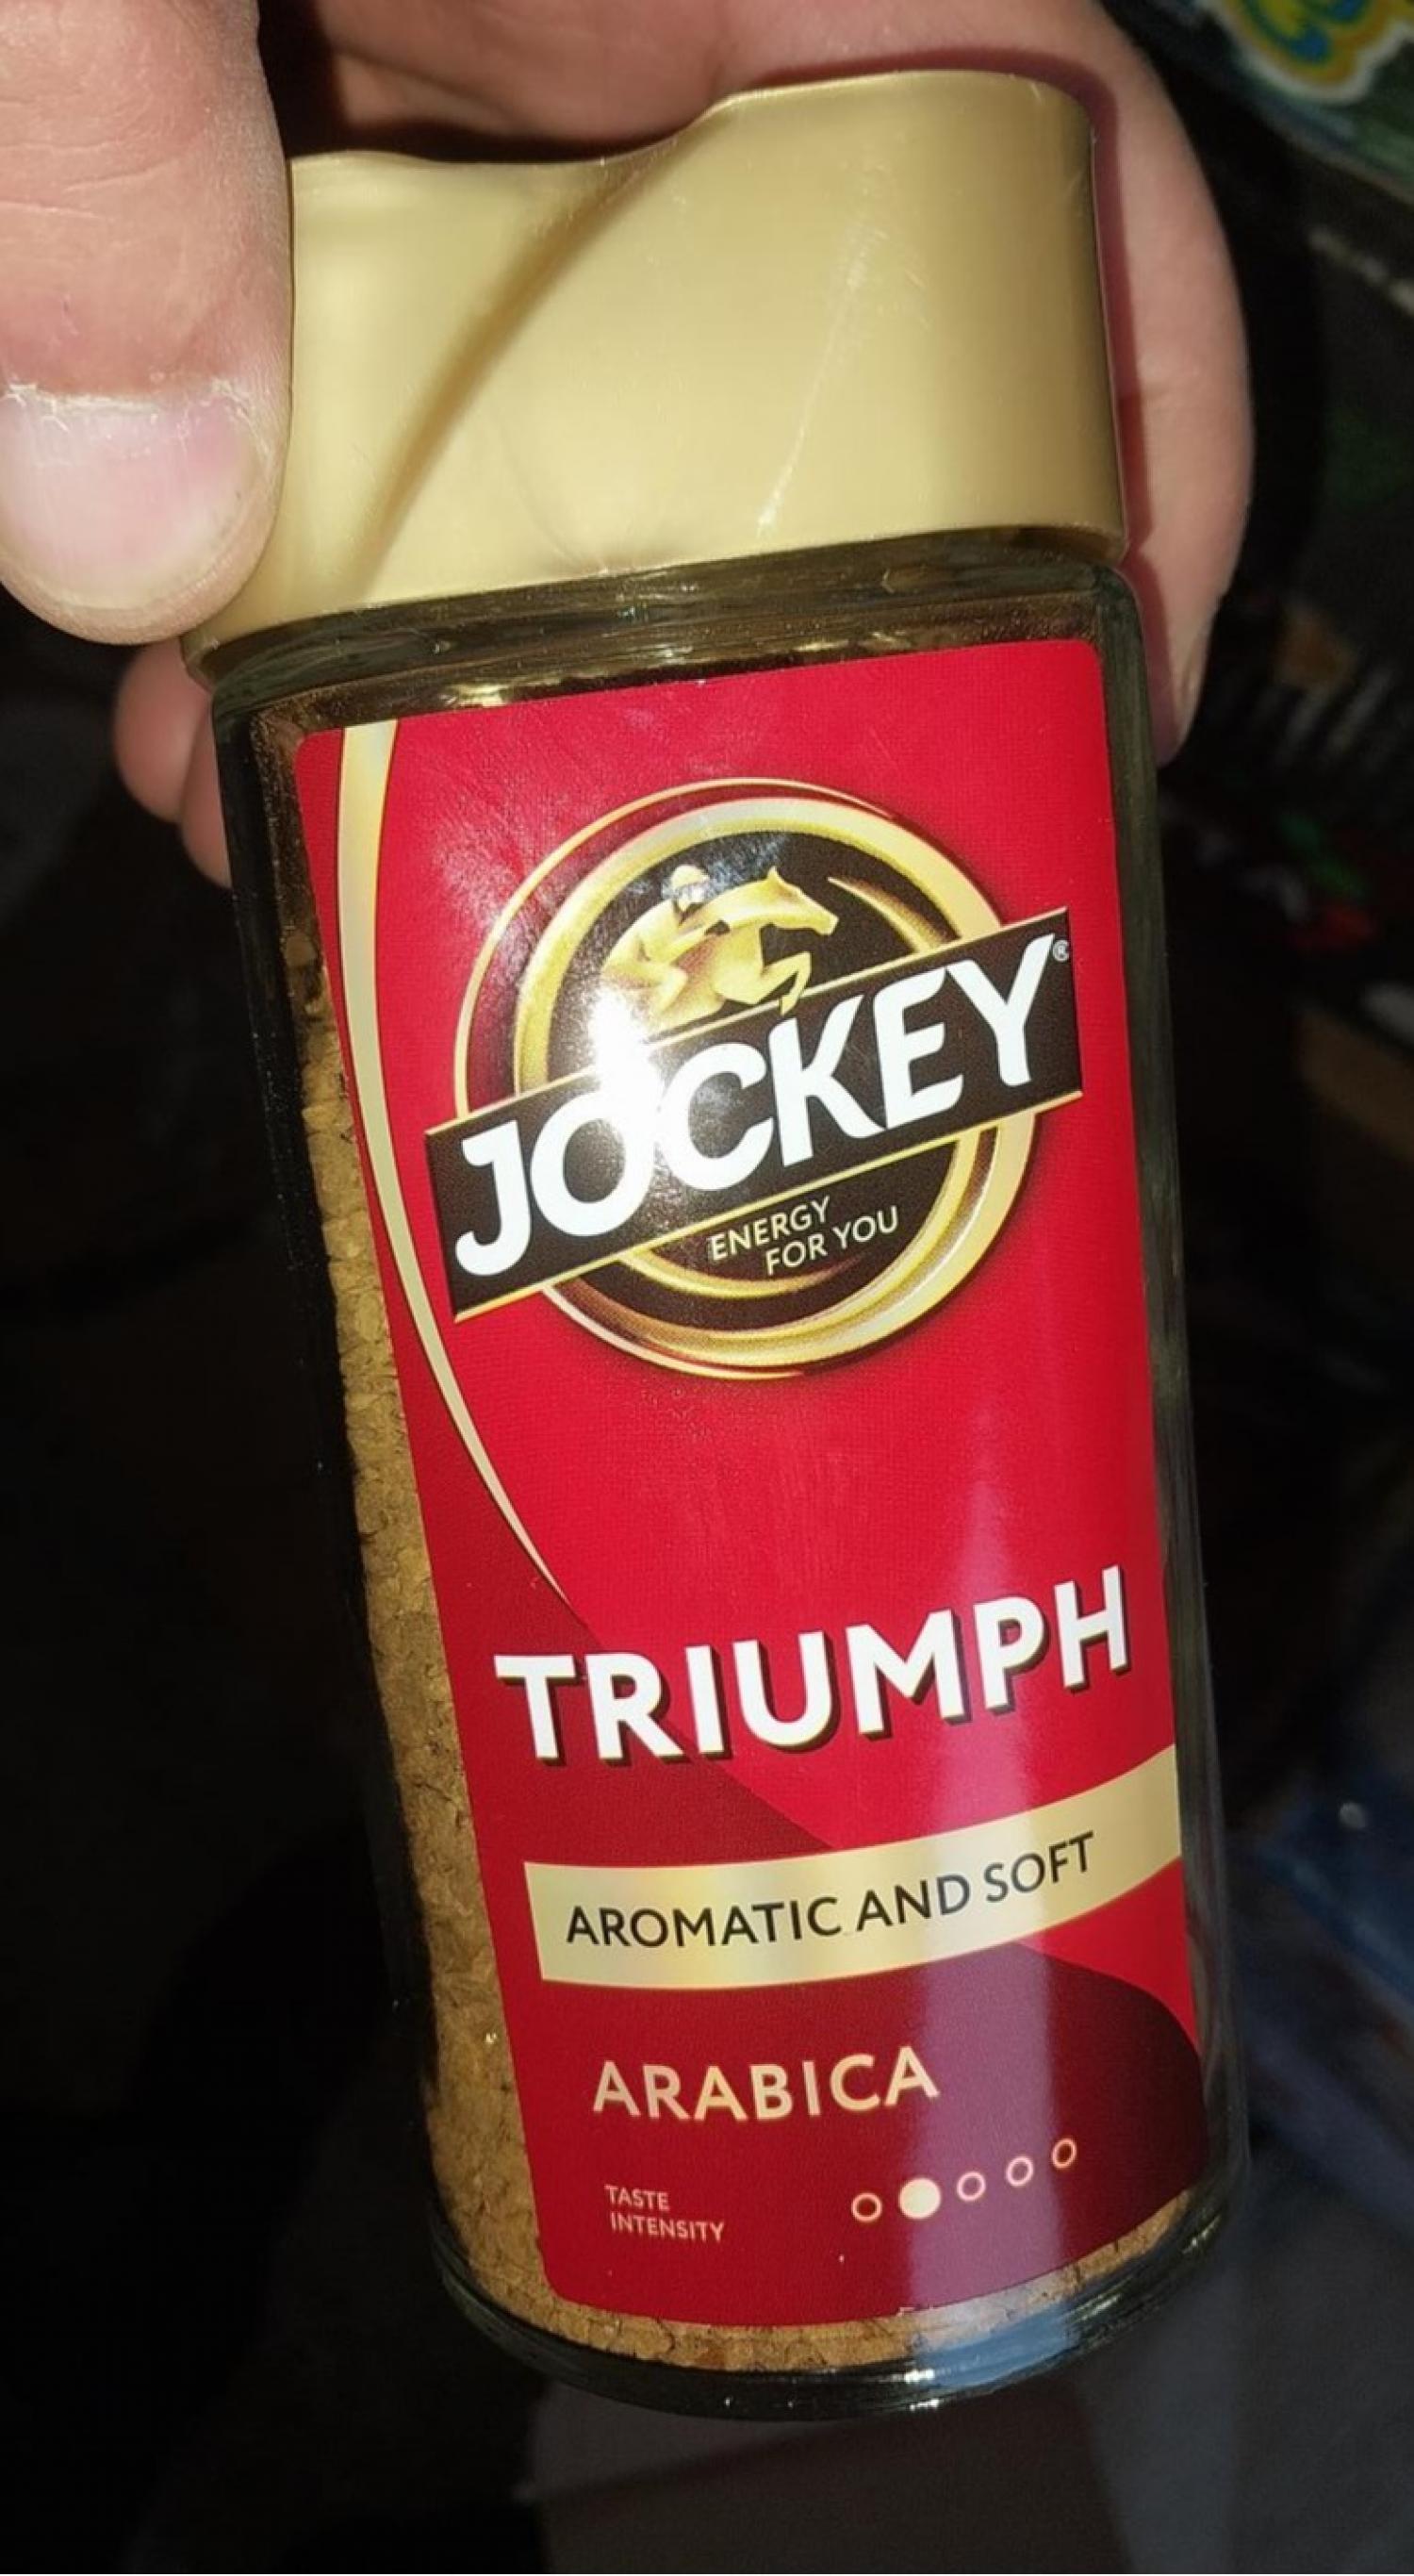 JOCKEY®
ENERGY
FOR YOU
TRIUMPH
AROMATIC AND SOFT
ARABICA
TASTE
INTENSITY